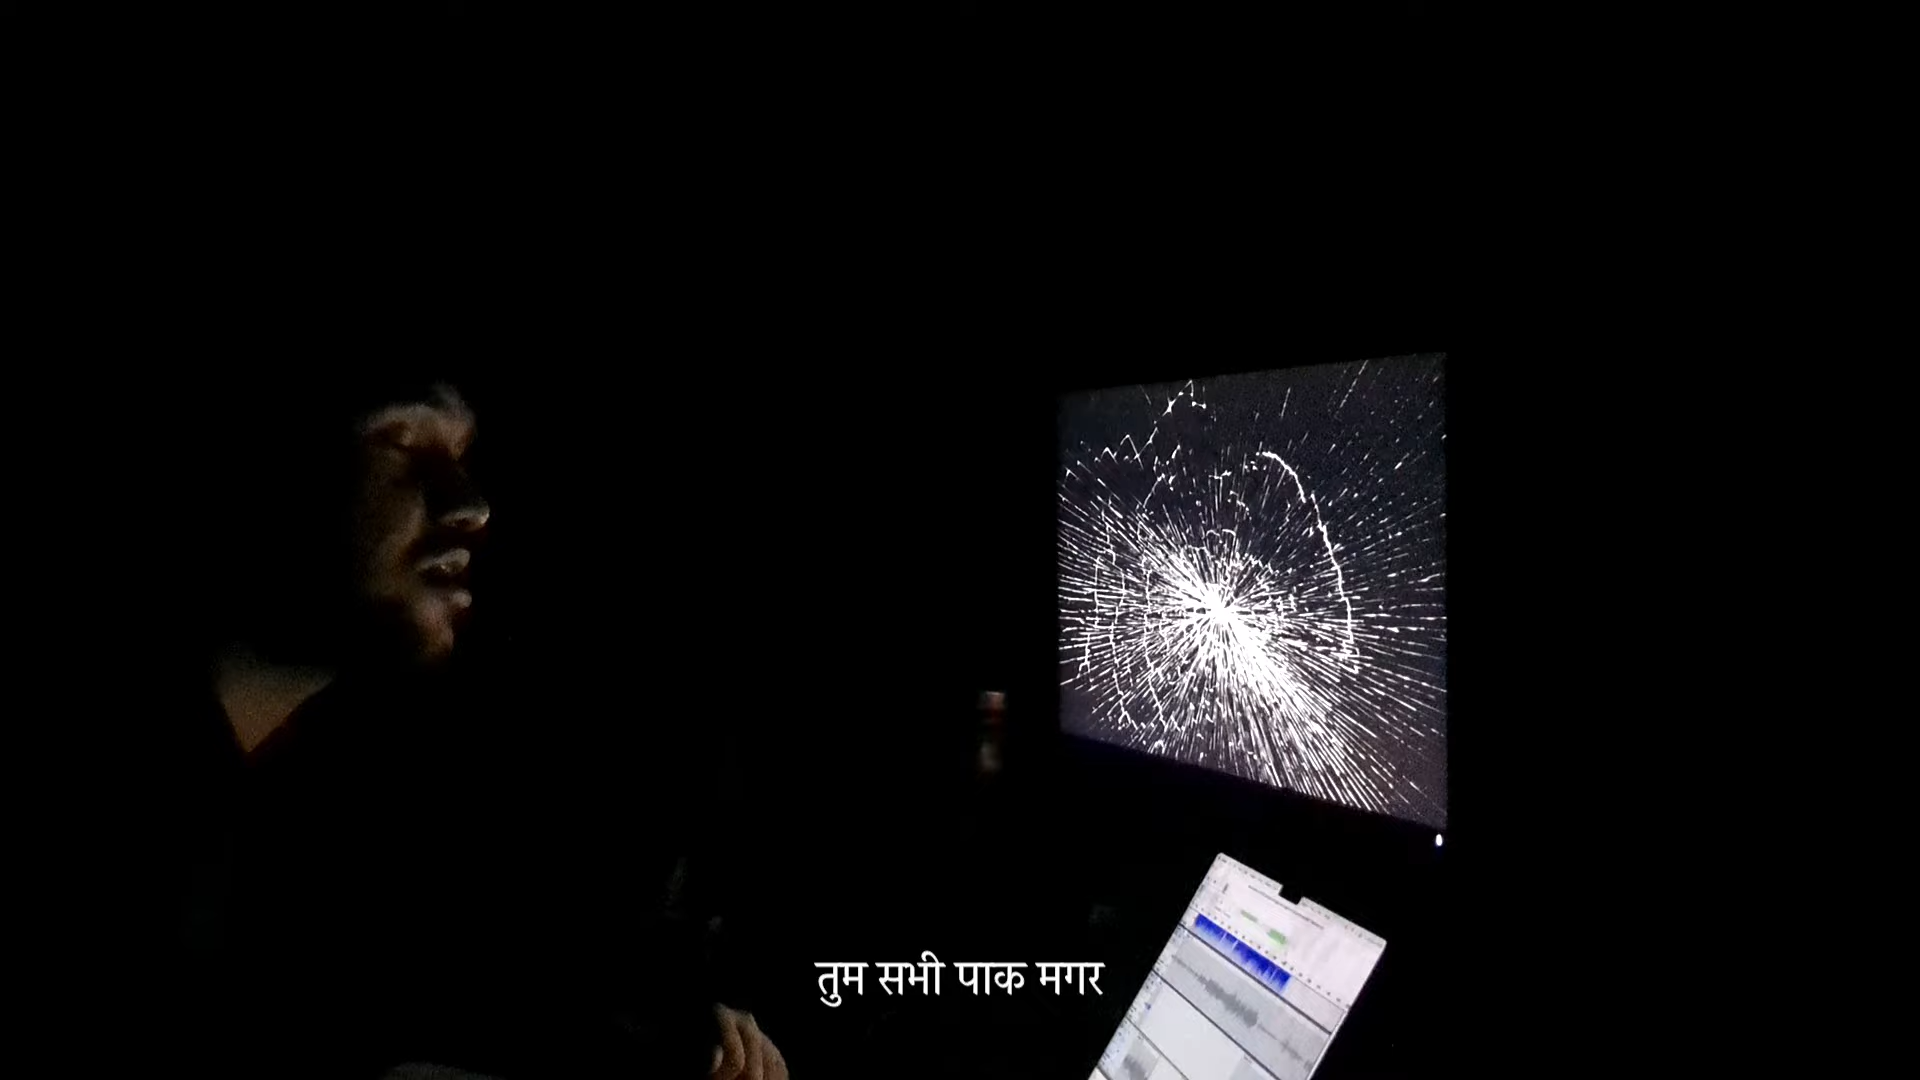 तुम सभी पाक मगर